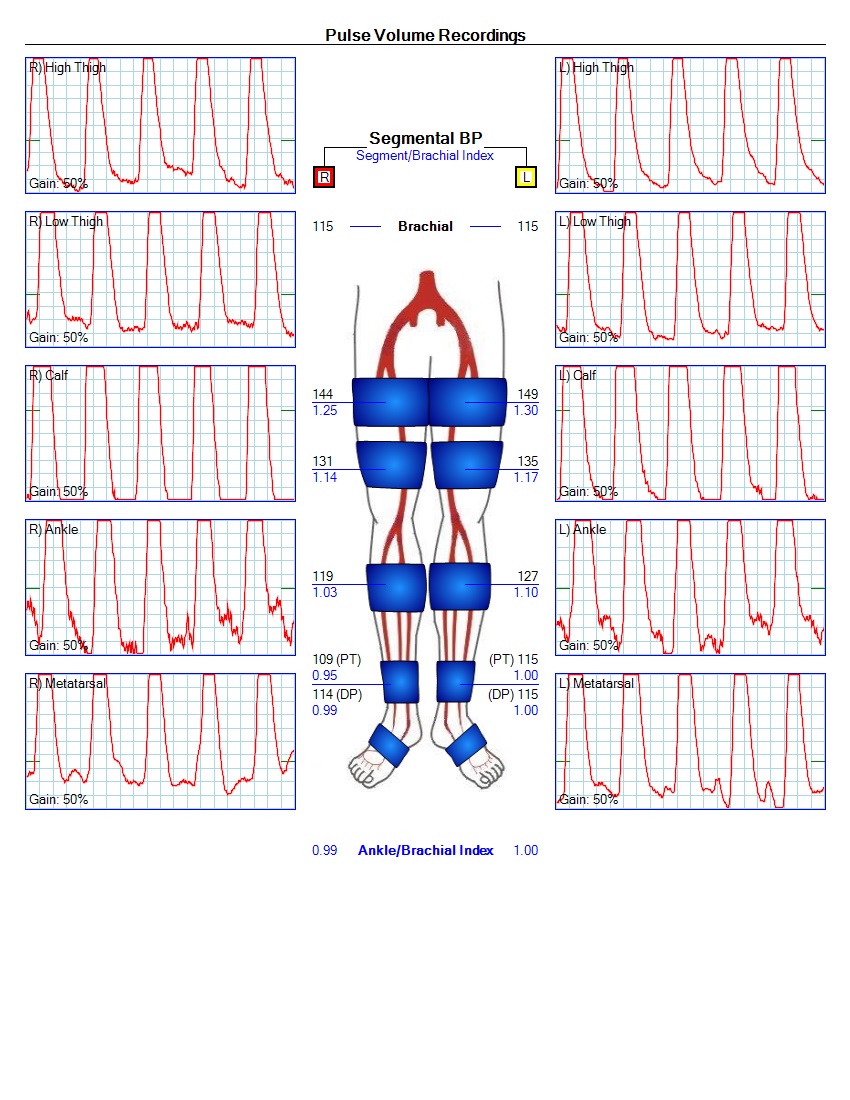 Pulse Volume Recordings
R) High Thigh
Gain: 50%
L) High Thigh
Gain: 50%
Segmental BP
Segment/Brachial Index
R
L
115 Brachial 115
R) Low Thigh
Gain: 50%
L) Low Thigh
Gain: 50%
R) Calf
Gain: 50%
L) Calf
Gain: 50%
144 149
1.25 1.30
131 135
1.14 1.17
R) Ankle
Gain: 50%
L) Ankle
Gain: 50%
119 127
1.03 1.10
109 (PT) (PT) 115
0.95 1.00
114 (DP) (DP) 115
0.99 1.00
R) Metatarsal
Gain: 50%
L) Metatarsal
Gain: 50%
0.99 Ankle/Brachial Index 1.00